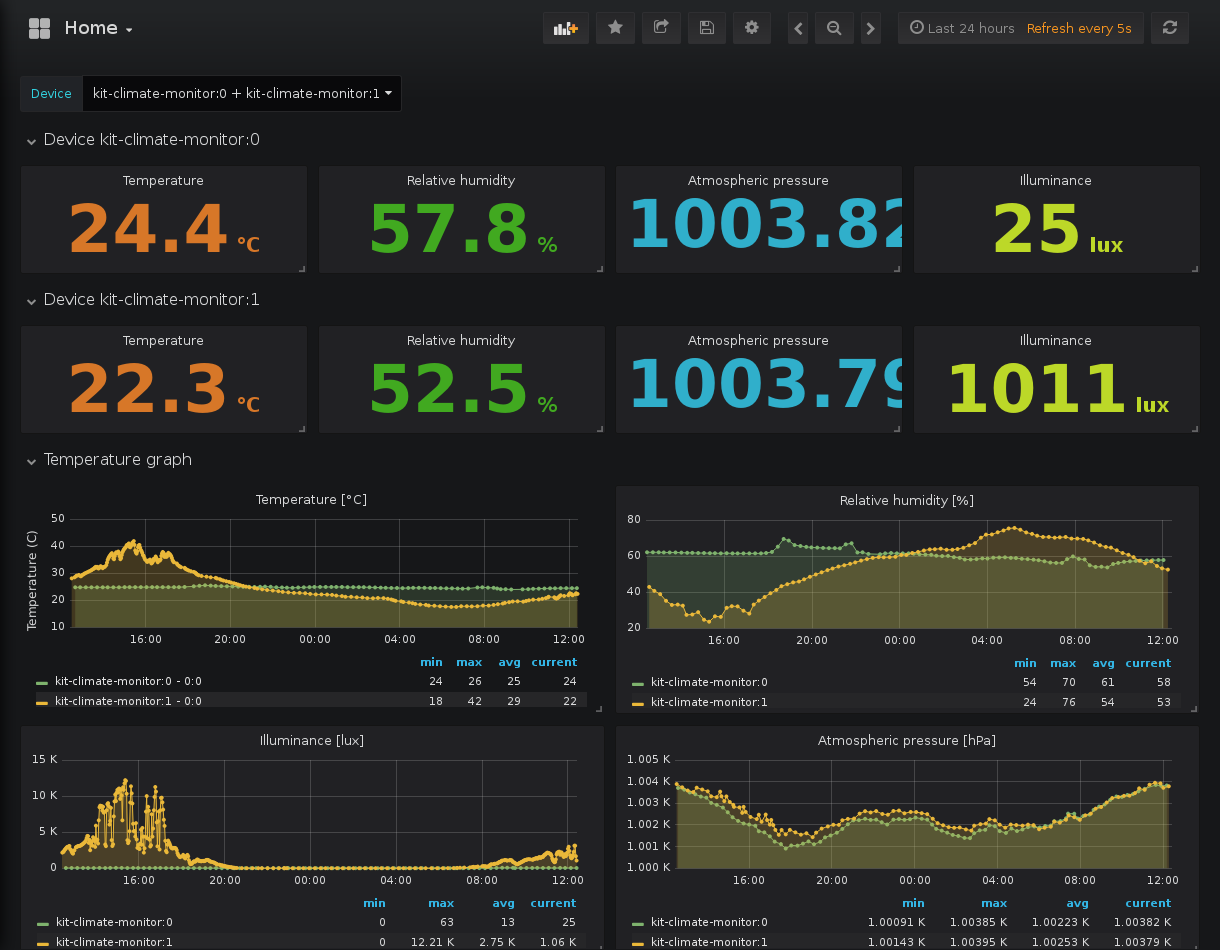 Home
Last 24 hours Refresh every 5s
Device kit-climate-monitor:0 + kit-climate-monitor:1
Device kit-climate-monitor:0
Temperature Relative humidity Atmospheric pressure Illuminance
24.4 °C 57.8 % 1003.82 25 lux
Device kit-climate-monitor:1
Temperature Relative humidity Atmospheric pressure Illuminance
22.3 °C 52.5 % 1003.79 1011 lux
Temperature graph
Temperature [°C]
Temperature (C)
50
40
30
20
10
16:00 20:00 00:00 04:00 08:00 12:00
min max avg current
kit-climate-monitor:0 - 0:0 24 26 25 24
kit-climate-monitor:1 - 0:0 18 42 29 22
Relative humidity [%]
80
60
40
20
16:00 20:00 00:00 04:00 08:00 12:00
min max avg current
kit-climate-monitor:0 54 70 61 58
kit-climate-monitor:1 24 76 54 53
Illuminance [lux]
15 K
10 K
5 K
0
16:00 20:00 00:00 04:00 08:00 12:00
min max avg current
kit-climate-monitor:0 0 63 13 25
kit-climate-monitor:1 0 12.21 K 2.75 K 1.06 K
Atmospheric pressure [hPa]
1.005 K
1.004 K
1.003 K
1.002 K
1.001 K
1.000 K
16:00 20:00 00:00 04:00 08:00 12:00
min max avg current
kit-climate-monitor:0 1.00091 K 1.00385 K 1.00223 K 1.00382 K
kit-climate-monitor:1 1.00143 K 1.00395 K 1.00253 K 1.00379 K